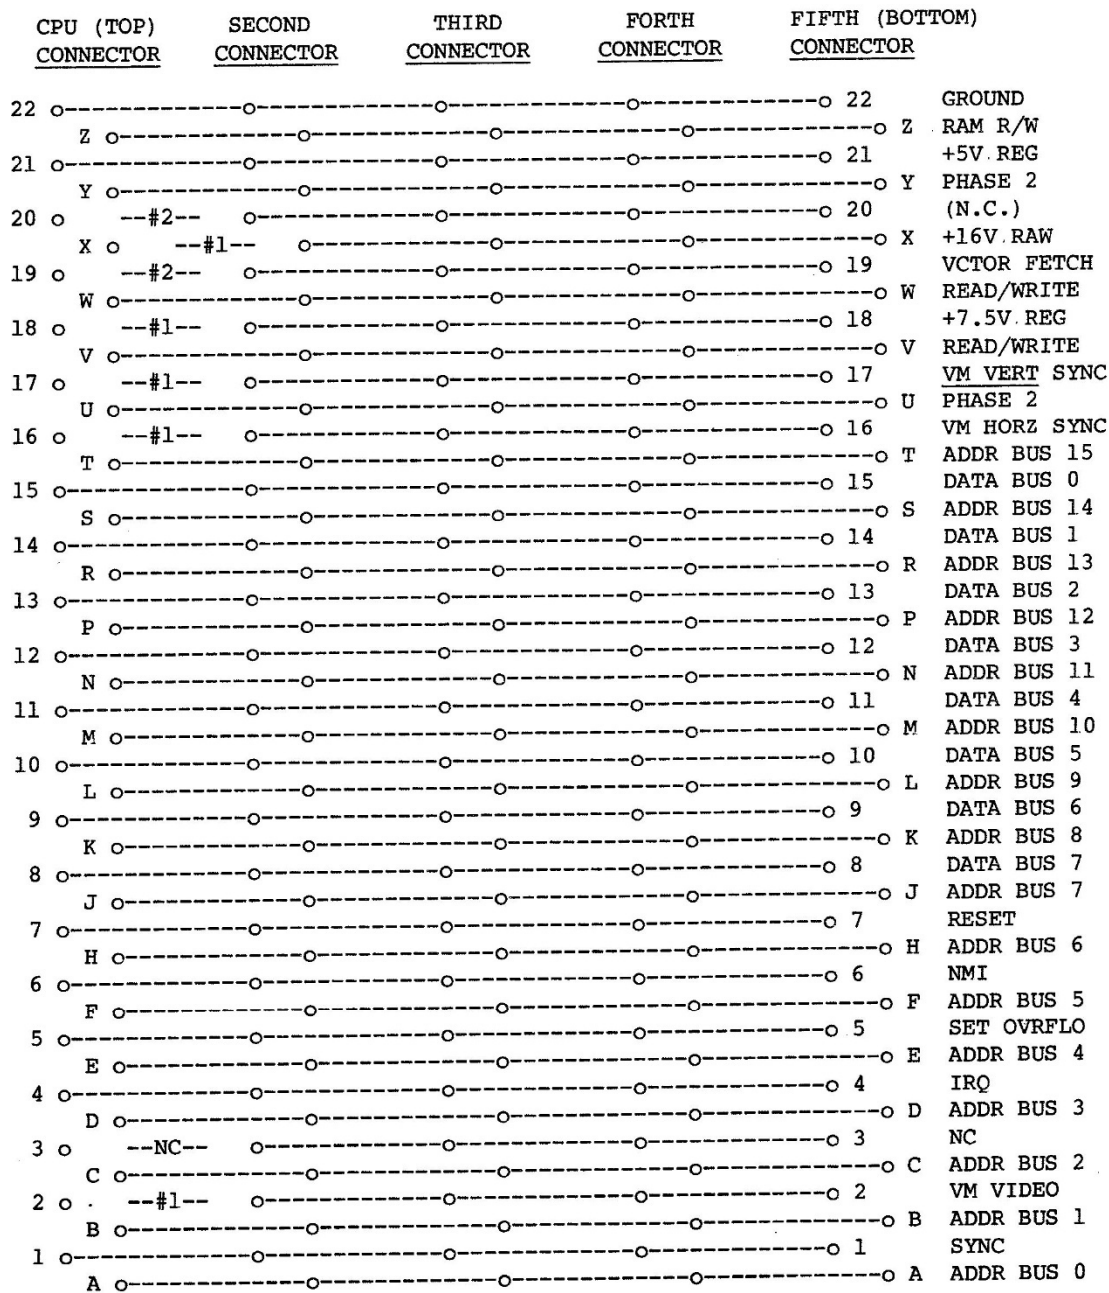 CPU (TOP) SECOND THIRD FORTH FIFTH (BOTTOM)
CONNECTOR CONNECTOR CONNECTOR CONNECTOR CONNECTOR
22 o-----------------o-----------------o-----------------o----------------o 22 GROUND
Z o----------------o-----------------o----------------o-----------------o Z RAM R/W
21 o-----------------o-----------------o-----------------o----------------o 21 +5V REG
Y o----------------o-----------------o----------------o-----------------o Y PHASE 2
20 o --#2-- o-----------------o-----------------o----------------o 20 (N.C.)
X o --#1-- o-----------------o----------------o-----------------o X +16V RAW
19 o --#2-- o-----------------o-----------------o----------------o 19 VCTOR FETCH
W o----------------o-----------------o----------------o-----------------o W READ/WRITE
18 o --#1-- o-----------------o-----------------o----------------o 18 +7.5V REG
V o----------------o-----------------o----------------o-----------------o V READ/WRITE
17 o --#1-- o-----------------o-----------------o----------------o 17 VM VERT SYNC
U o----------------o-----------------o----------------o-----------------o U PHASE 2
16 o --#1-- o-----------------o-----------------o----------------o 16 VM HORZ SYNC
T o----------------o-----------------o----------------o-----------------o T ADDR BUS 15
15 o-----------------o-----------------o-----------------o----------------o 15 DATA BUS 0
S o----------------o-----------------o----------------o-----------------o S ADDR BUS 14
14 o-----------------o-----------------o-----------------o----------------o 14 DATA BUS 1
R o----------------o-----------------o----------------o-----------------o R ADDR BUS 13
13 o-----------------o-----------------o-----------------o----------------o 13 DATA BUS 2
P o----------------o-----------------o----------------o-----------------o P ADDR BUS 12
12 o-----------------o-----------------o-----------------o----------------o 12 DATA BUS 3
N o----------------o-----------------o----------------o-----------------o N ADDR BUS 11
11 o-----------------o-----------------o-----------------o----------------o 11 DATA BUS 4
M o----------------o-----------------o----------------o-----------------o M ADDR BUS 10
10 o-----------------o-----------------o-----------------o----------------o 10 DATA BUS 5
L o----------------o-----------------o----------------o-----------------o L ADDR BUS 9
9 o-----------------o-----------------o-----------------o----------------o 9 DATA BUS 6
K o----------------o-----------------o----------------o-----------------o K ADDR BUS 8
8 o-----------------o-----------------o-----------------o----------------o 8 DATA BUS 7
J o----------------o-----------------o----------------o-----------------o J ADDR BUS 7
7 o-----------------o-----------------o-----------------o----------------o 7 RESET
H o----------------o-----------------o----------------o-----------------o H ADDR BUS 6
6 o-----------------o-----------------o-----------------o----------------o 6 NMI
F o----------------o-----------------o----------------o-----------------o F ADDR BUS 5
5 o-----------------o-----------------o-----------------o----------------o 5 SET OVRFLO
E o----------------o-----------------o----------------o-----------------o E ADDR BUS 4
4 o-----------------o-----------------o-----------------o----------------o 4 IRQ
D o----------------o-----------------o----------------o-----------------o D ADDR BUS 3
3 o --NC-- o-----------------o-----------------o----------------o 3 NC
C o----------------o-----------------o----------------o-----------------o C ADDR BUS 2
2 o --#1-- o-----------------o-----------------o----------------o 2 VM VIDEO
B o----------------o-----------------o----------------o-----------------o B ADDR BUS 1
1 o-----------------o-----------------o-----------------o----------------o 1 SYNC
A o----------------o-----------------o----------------o-----------------o A ADDR BUS 0